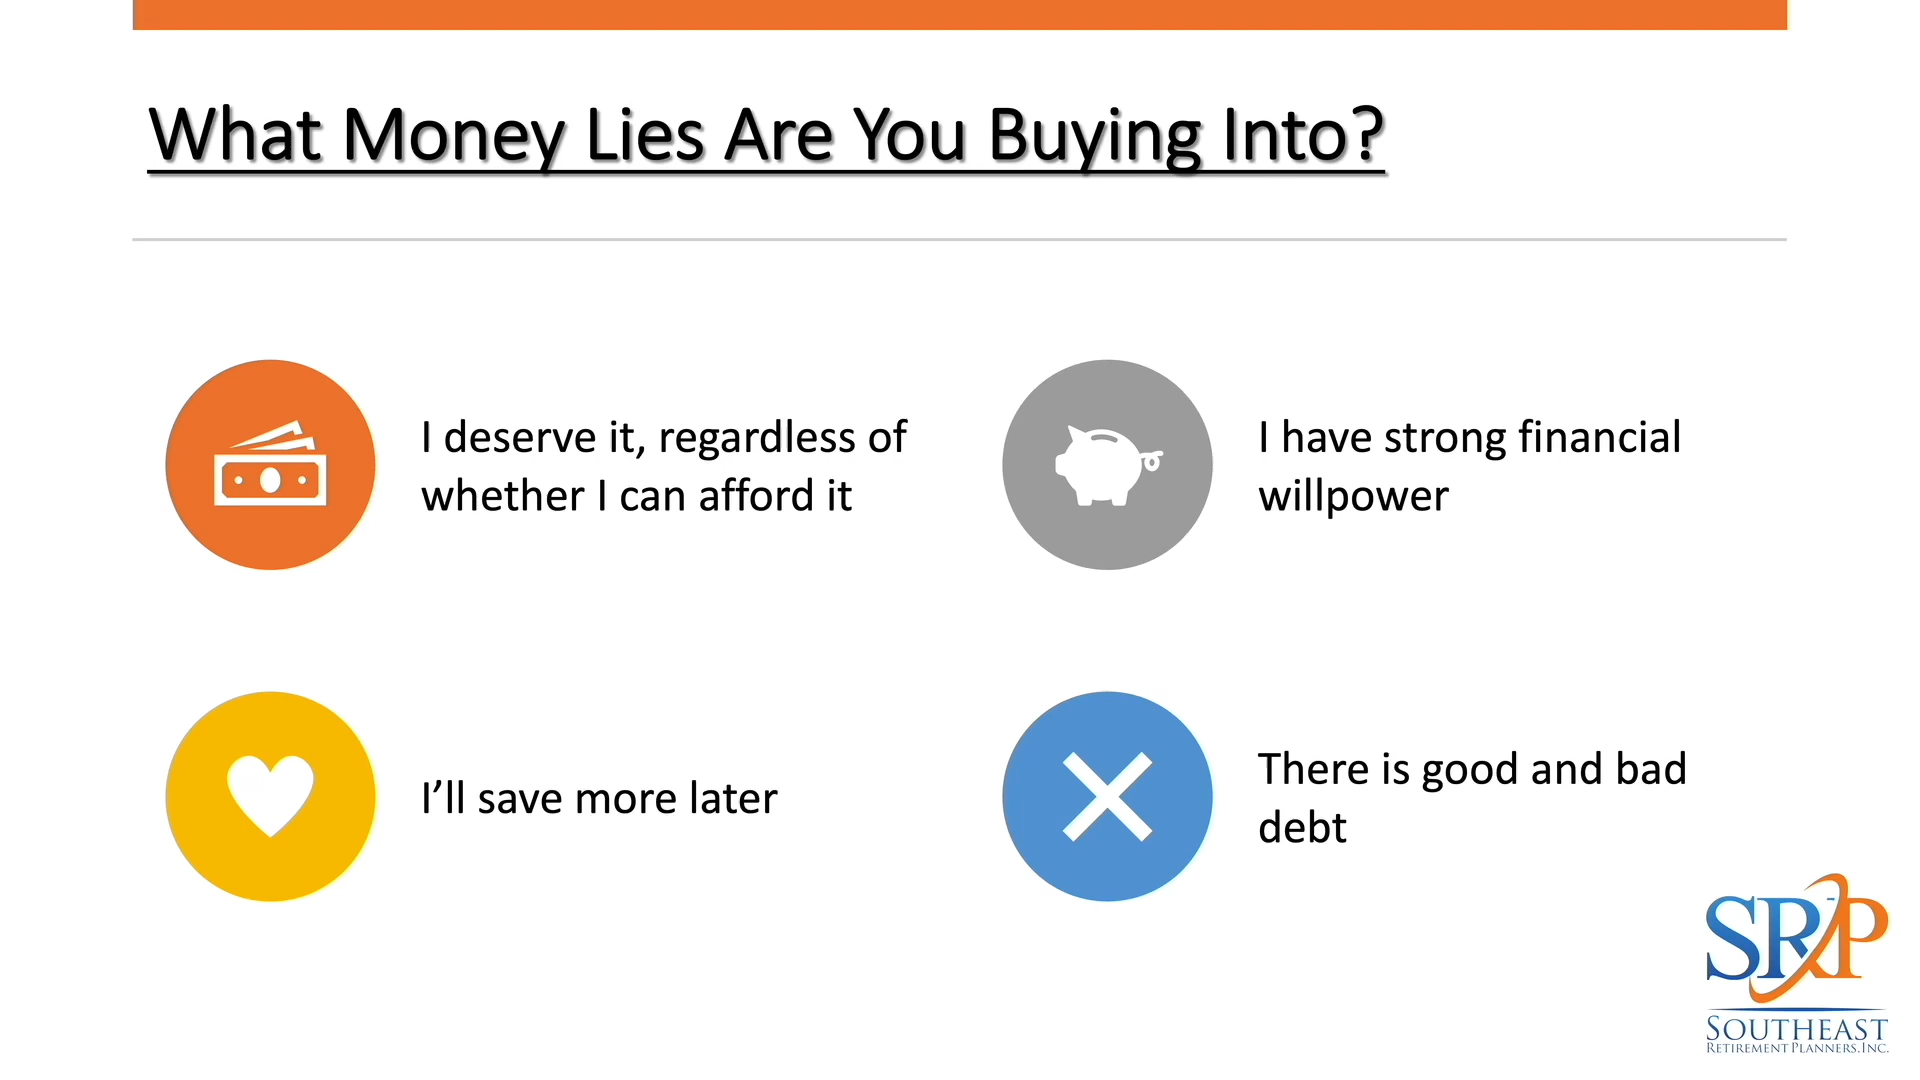 What Money Lies Are You Buying Into?
I deserve it, regardless of
whether I can afford it
I have strong financial
willpower
I’ll save more later
There is good and bad
debt
SRP
SOUTHEAST
RETIREMENT PLANNERS, INC.